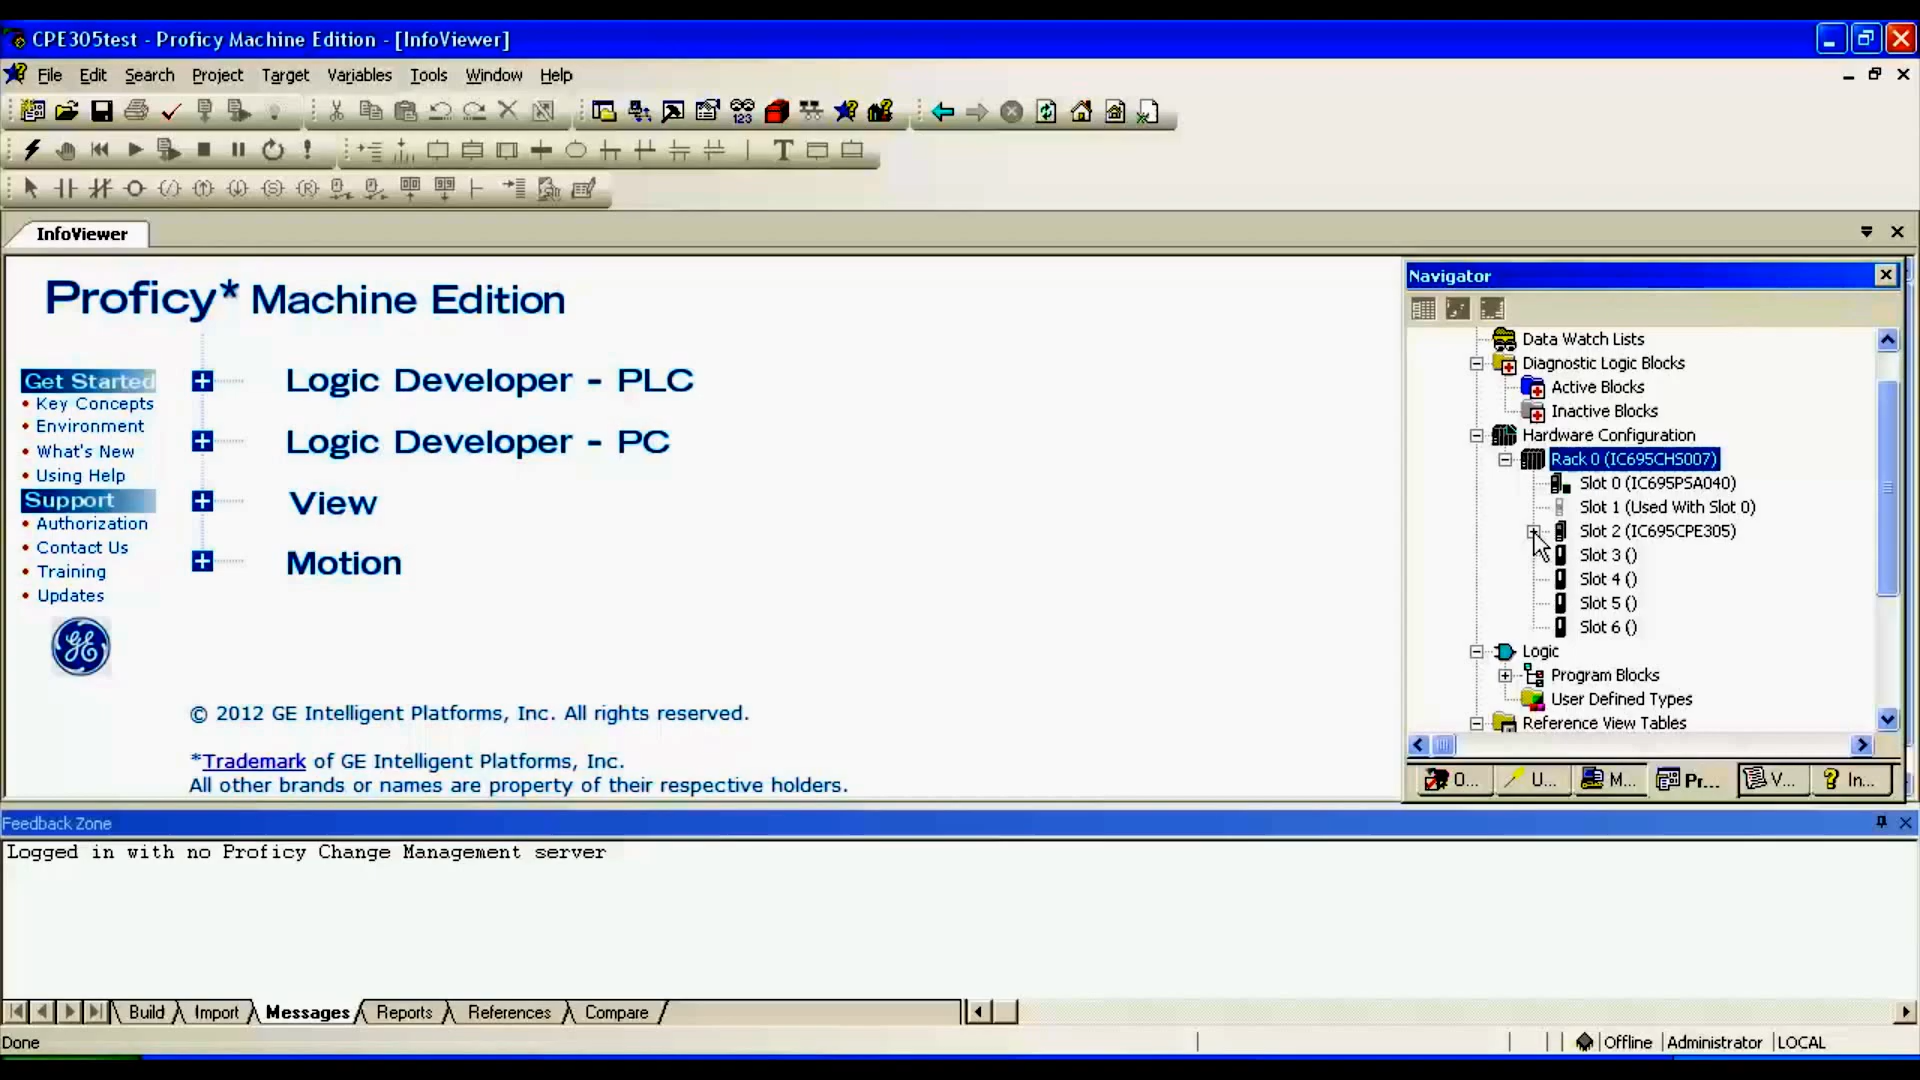 CPE305test - Proficy Machine Edition - [InfoViewer]
File Edit Search Project Target Variables Tools Window Help
InfoViewer
Proficy* Machine Edition
Get Started
• Key Concepts
• Environment
• What's New
• Using Help
Support
• Authorization
• Contact Us
• Training
• Updates
Logic Developer - PLC
Logic Developer - PC
View
Motion
© 2012 GE Intelligent Platforms, Inc. All rights reserved.
*Trademark of GE Intelligent Platforms, Inc.
All other brands or names are property of their respective holders.
Navigator
Data Watch Lists
Diagnostic Logic Blocks
Active Blocks
Inactive Blocks
Hardware Configuration
Rack 0 (IC695CHS007)
Slot 0 (IC695PSA040)
Slot 1 (Used With Slot 0)
Slot 2 (IC695CPE305)
Slot 3 ()
Slot 4 ()
Slot 5 ()
Slot 6 ()
Logic
Program Blocks
User Defined Types
Reference View Tables
O... U... M... Pr... V... In...
Feedback Zone
Logged in with no Proficy Change Management server
Build Import Messages Reports References Compare
Done
Offline Administrator LOCAL